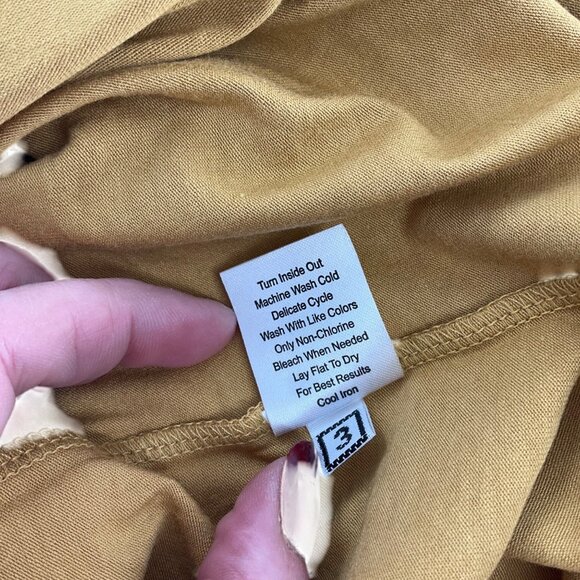 Turn Inside Out
Machine Wash Cold
Delicate Cycle
Wash With Like Colors
Only Non-Chlorine
Bleach When Needed
Lay Flat To Dry
For Best Results
Cool Iron
3